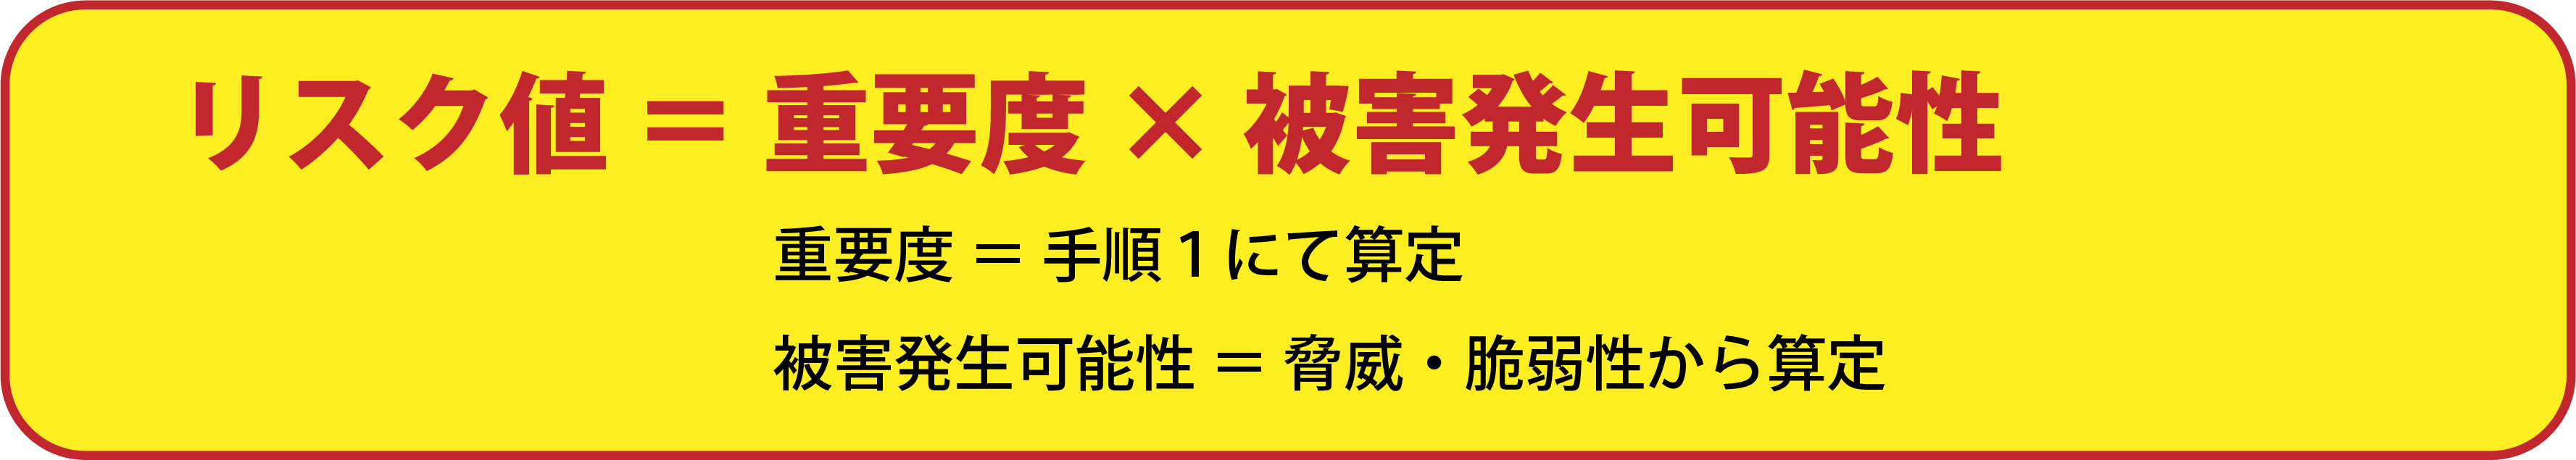 リスク値 = 重要度 × 被害発生可能性
重要度 = 手順1にて算定
被害発生可能性 = 脅威・脆弱性から算定